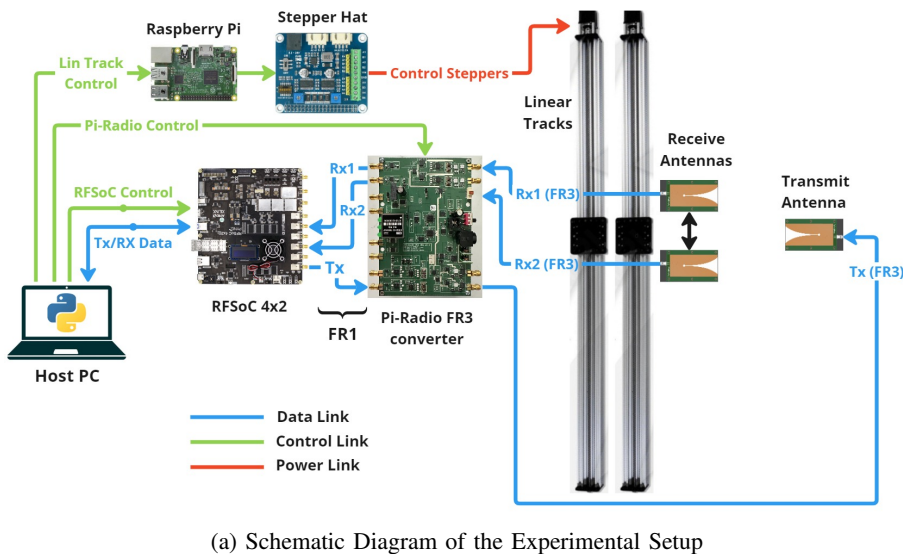 Stepper Hat
Raspberry Pi
Lin Track
Control
Control Steppers
Linear
Tracks
Pi-Radio Control
Receive
Antennas
Transmit
Antenna
RFSoC Control
Rx1
Rx2
Rx1 (FR3)
Tx/RX Data
Tx
Rx2 (FR3)
Tx (FR3)
RFSoC 4x2
FR1
Pi-Radio FR3
converter
Host PC
Data Link
Control Link
Power Link
(a) Schematic Diagram of the Experimental Setup